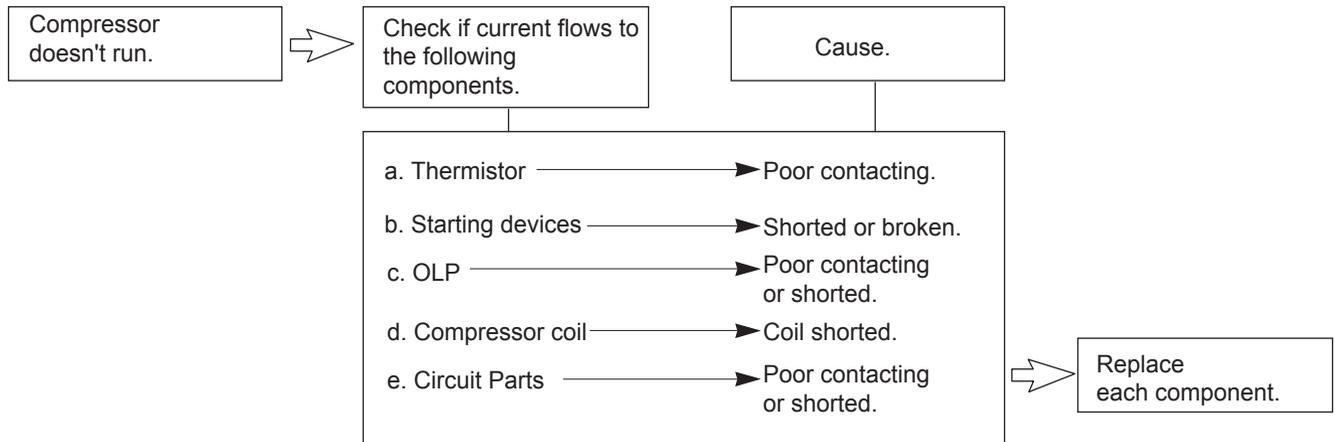 Compressor
doesn't run.
Check if current flows to
the following
components.
Cause.
a. Thermistor
Poor contacting.
b. Starting devices
Shorted or broken.
c. OLP
Poor contacting
or shorted.
d. Compressor coil
Coil shorted.
e. Circuit Parts
Poor contacting
or shorted.
Replace
each component.